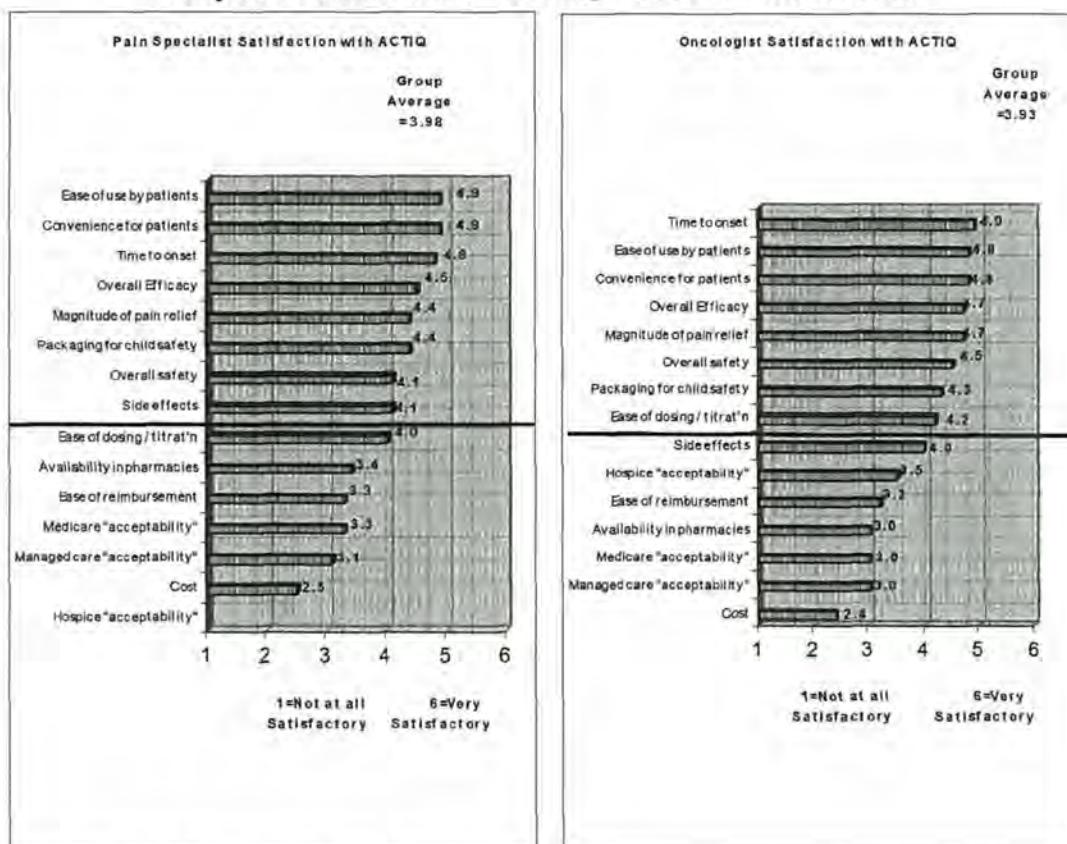 Pain Specialist Satisfaction with ACTIQ
Group
Average
=3.98
Ease of use by patients 4.9
Convenience for patients 4.9
Time to onset 4.8
Overall Efficacy 4.5
Magnitude of pain relief 4.4
Packaging for child safety 4.4
Overall safety 4.1
Side effects 4.1
Ease of dosing / titrat'n 4.0
Availability in pharmacies 3.4
Ease of reimbursement 3.3
Medicare "acceptability" 3.3
Managed care "acceptability" 3.1
Cost 2.5
Hospice "acceptability"
1 2 3 4 5 6
1=Not at all 6=Very
Satisfactory Satisfactory
Oncologist Satisfaction with ACTIQ
Group
Average
=3.93
Time to onset 4.9
Ease of use by patients 4.8
Convenience for patients 4.8
Overall Efficacy 4.7
Magnitude of pain relief 4.7
Overall safety 4.5
Packaging for child safety 4.3
Ease of dosing / titrat'n 4.2
Side effects 4.0
Hospice "acceptability" 3.5
Ease of reimbursement
Availability in pharmacies 3.0
Medicare "acceptability" 3.0
Managed care "acceptability" 3.0
Cost 2.4
1 2 3 4 5 6
1=Not at all 6=Very
Satisfactory Satisfactory